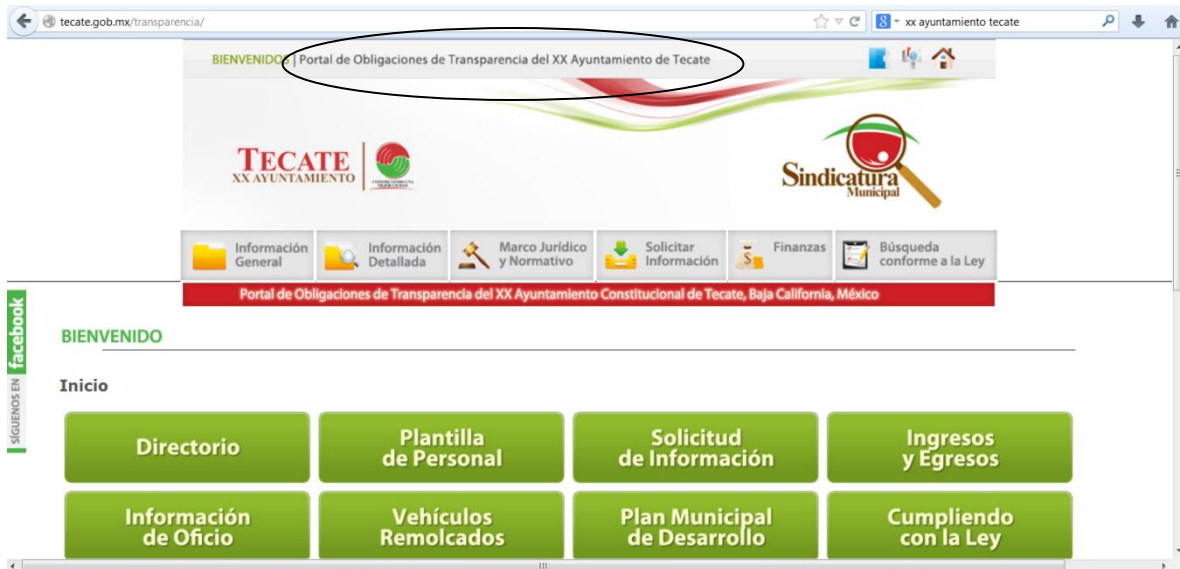 tecate.gob.mx/transparencia/
xx ayuntamiento tecate
BIENVENIDOS | Portal de Obligaciones de Transparencia del XX Ayuntamiento de Tecate
TECATE
XX AYUNTAMIENTO
Sindicatura
Municipal
Información
General
Información
Detallada
Marco Jurídico
y Normativo
Solicitar
Información
Finanzas
Búsqueda
conforme a la Ley
Portal de Obligaciones de Transparencia del XX Ayuntamiento Constitucional de Tecate, Baja California, México
SÍGUENOS EN facebook
BIENVENIDO
Inicio
Directorio
Plantilla
de Personal
Solicitud
de Información
Ingresos
y Egresos
Información
de Oficio
Vehículos
Remolcados
Plan Municipal
de Desarrollo
Cumpliendo
con la Ley